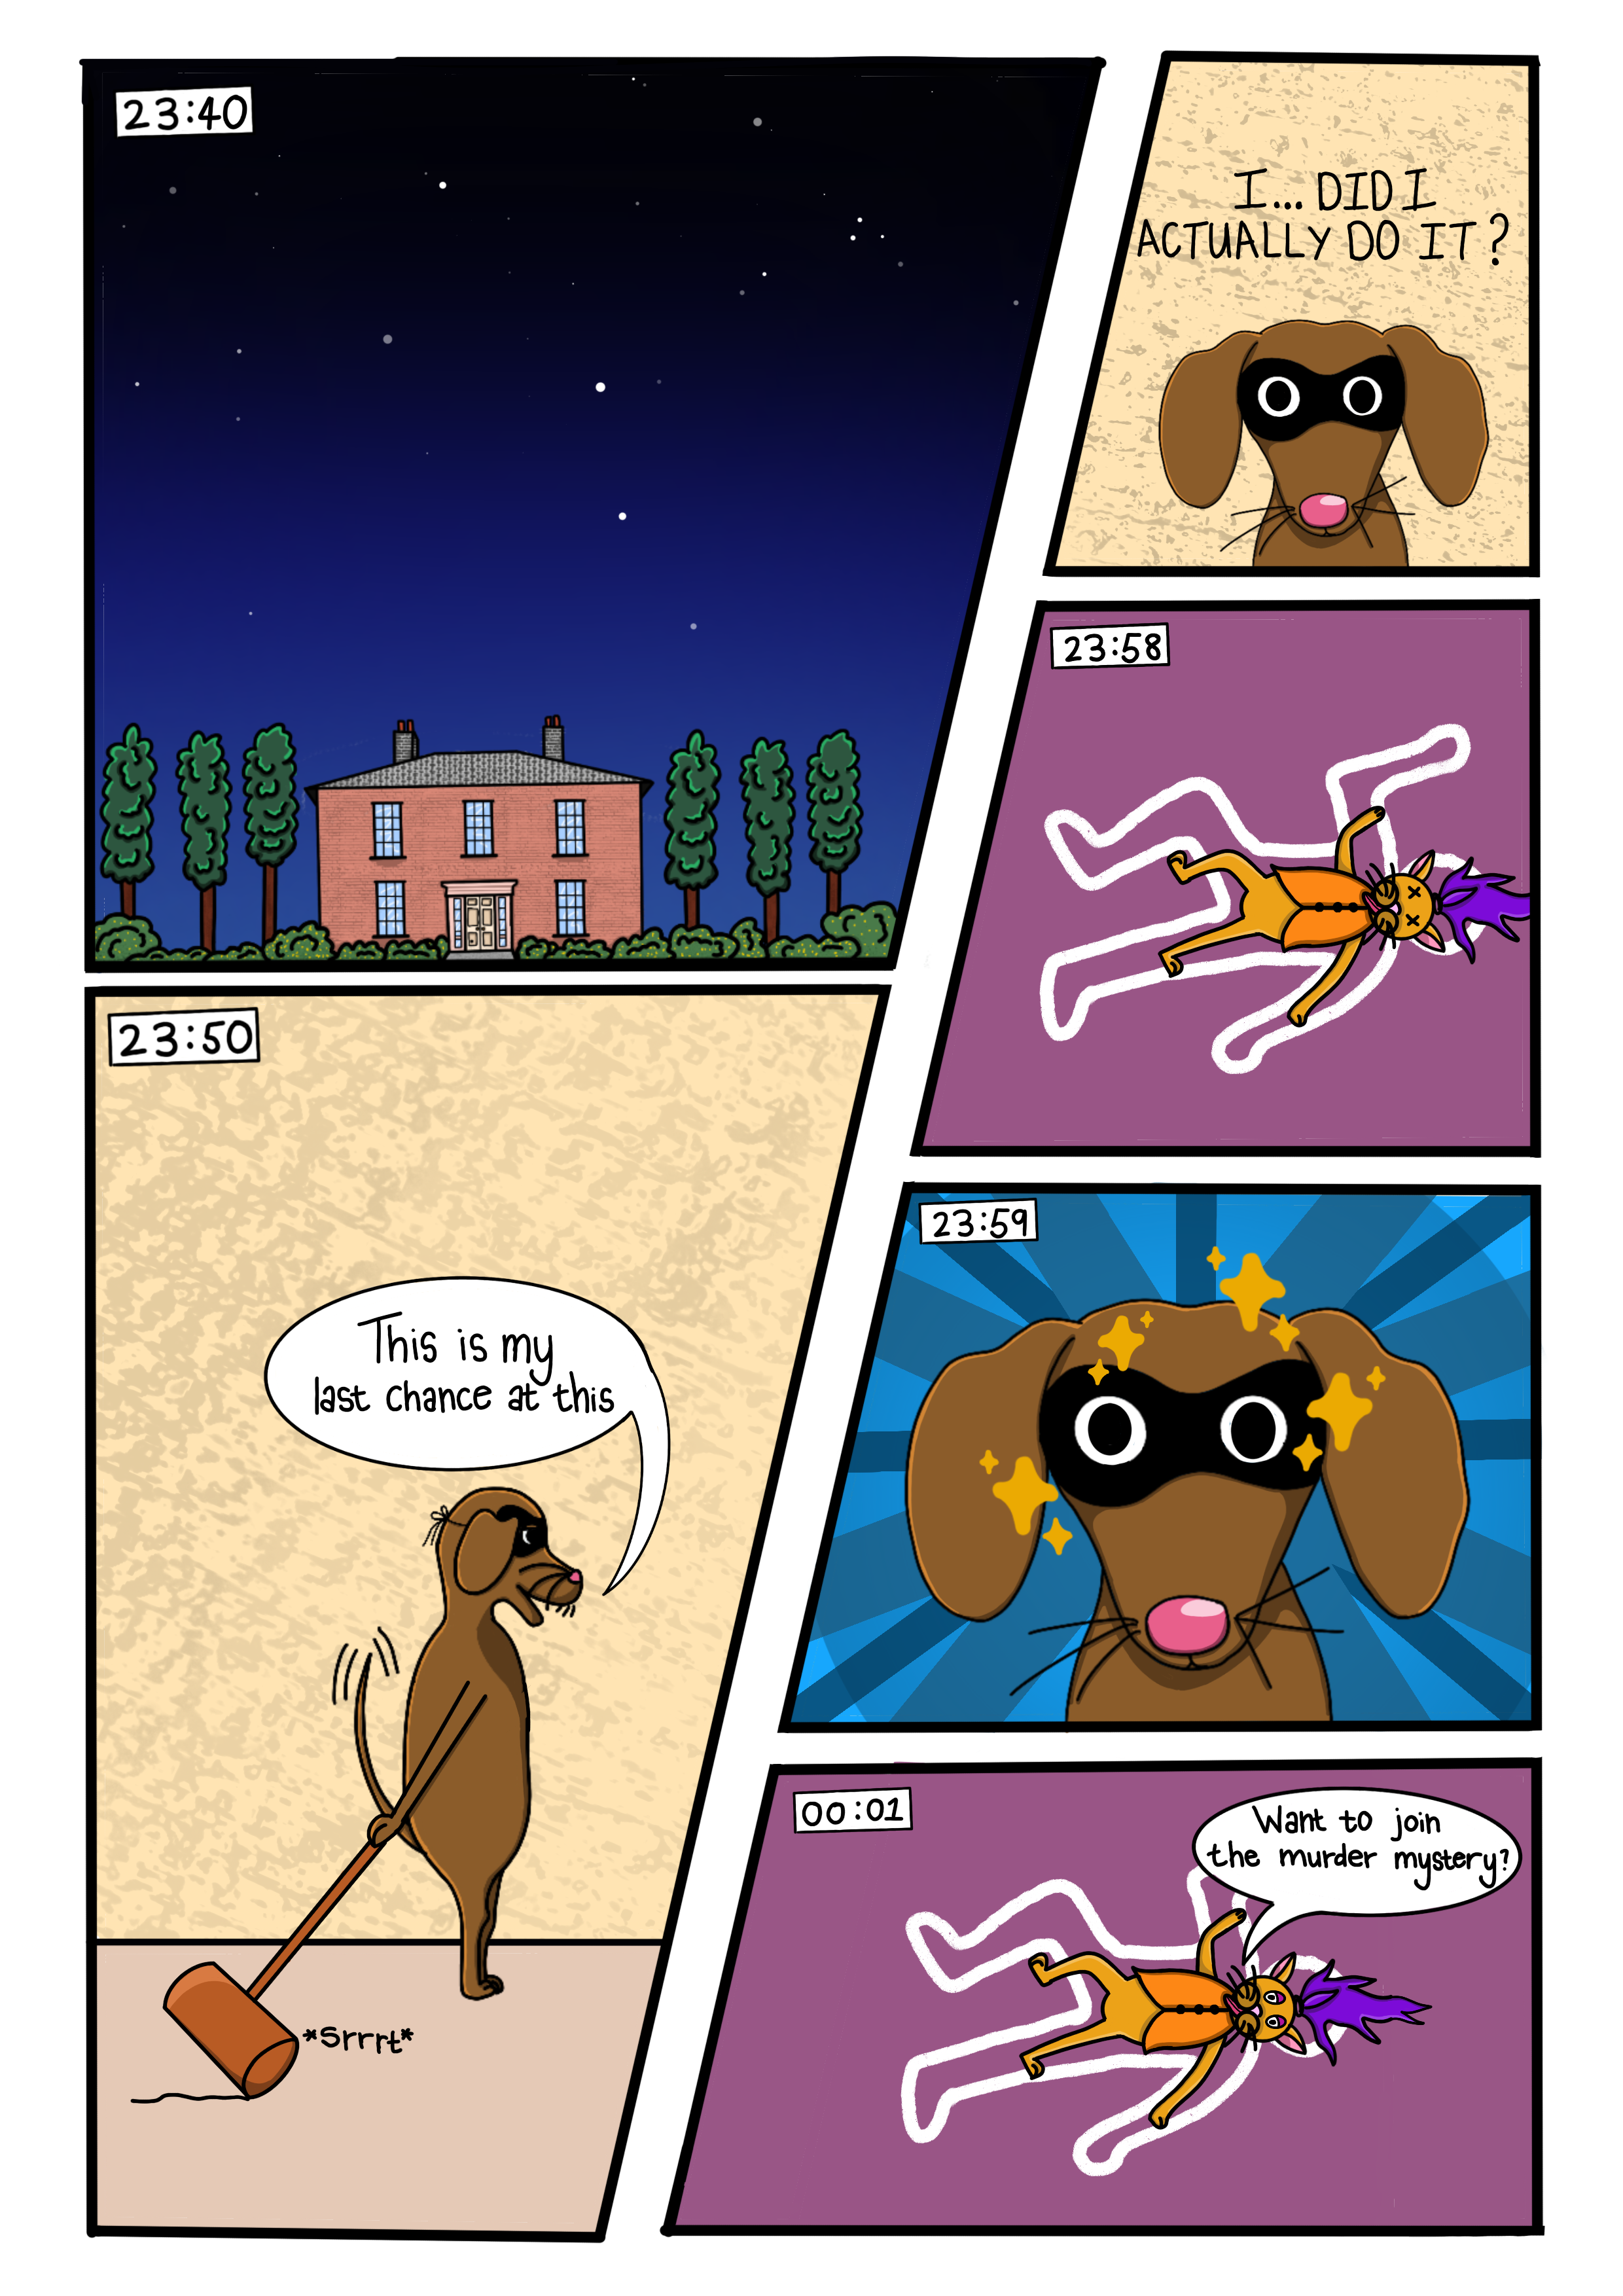 23:40
23:50
This is my
last chance at this
*Srrrt*
I... DID I
ACTUALLY DO IT?
23:58
23:59
00:01
Want to join
the murder mystery?